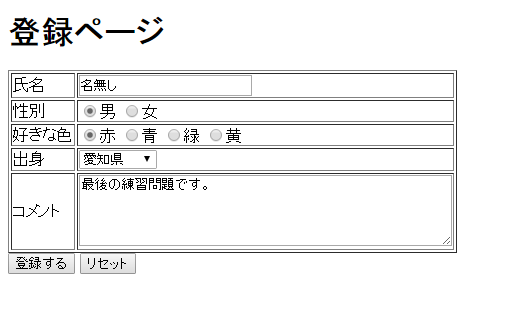 登録ページ
氏名 名無し
性別 男 女
好きな色 赤 青 緑 黄
出身 愛知県
コメント 最後の練習問題です。
登録する リセット